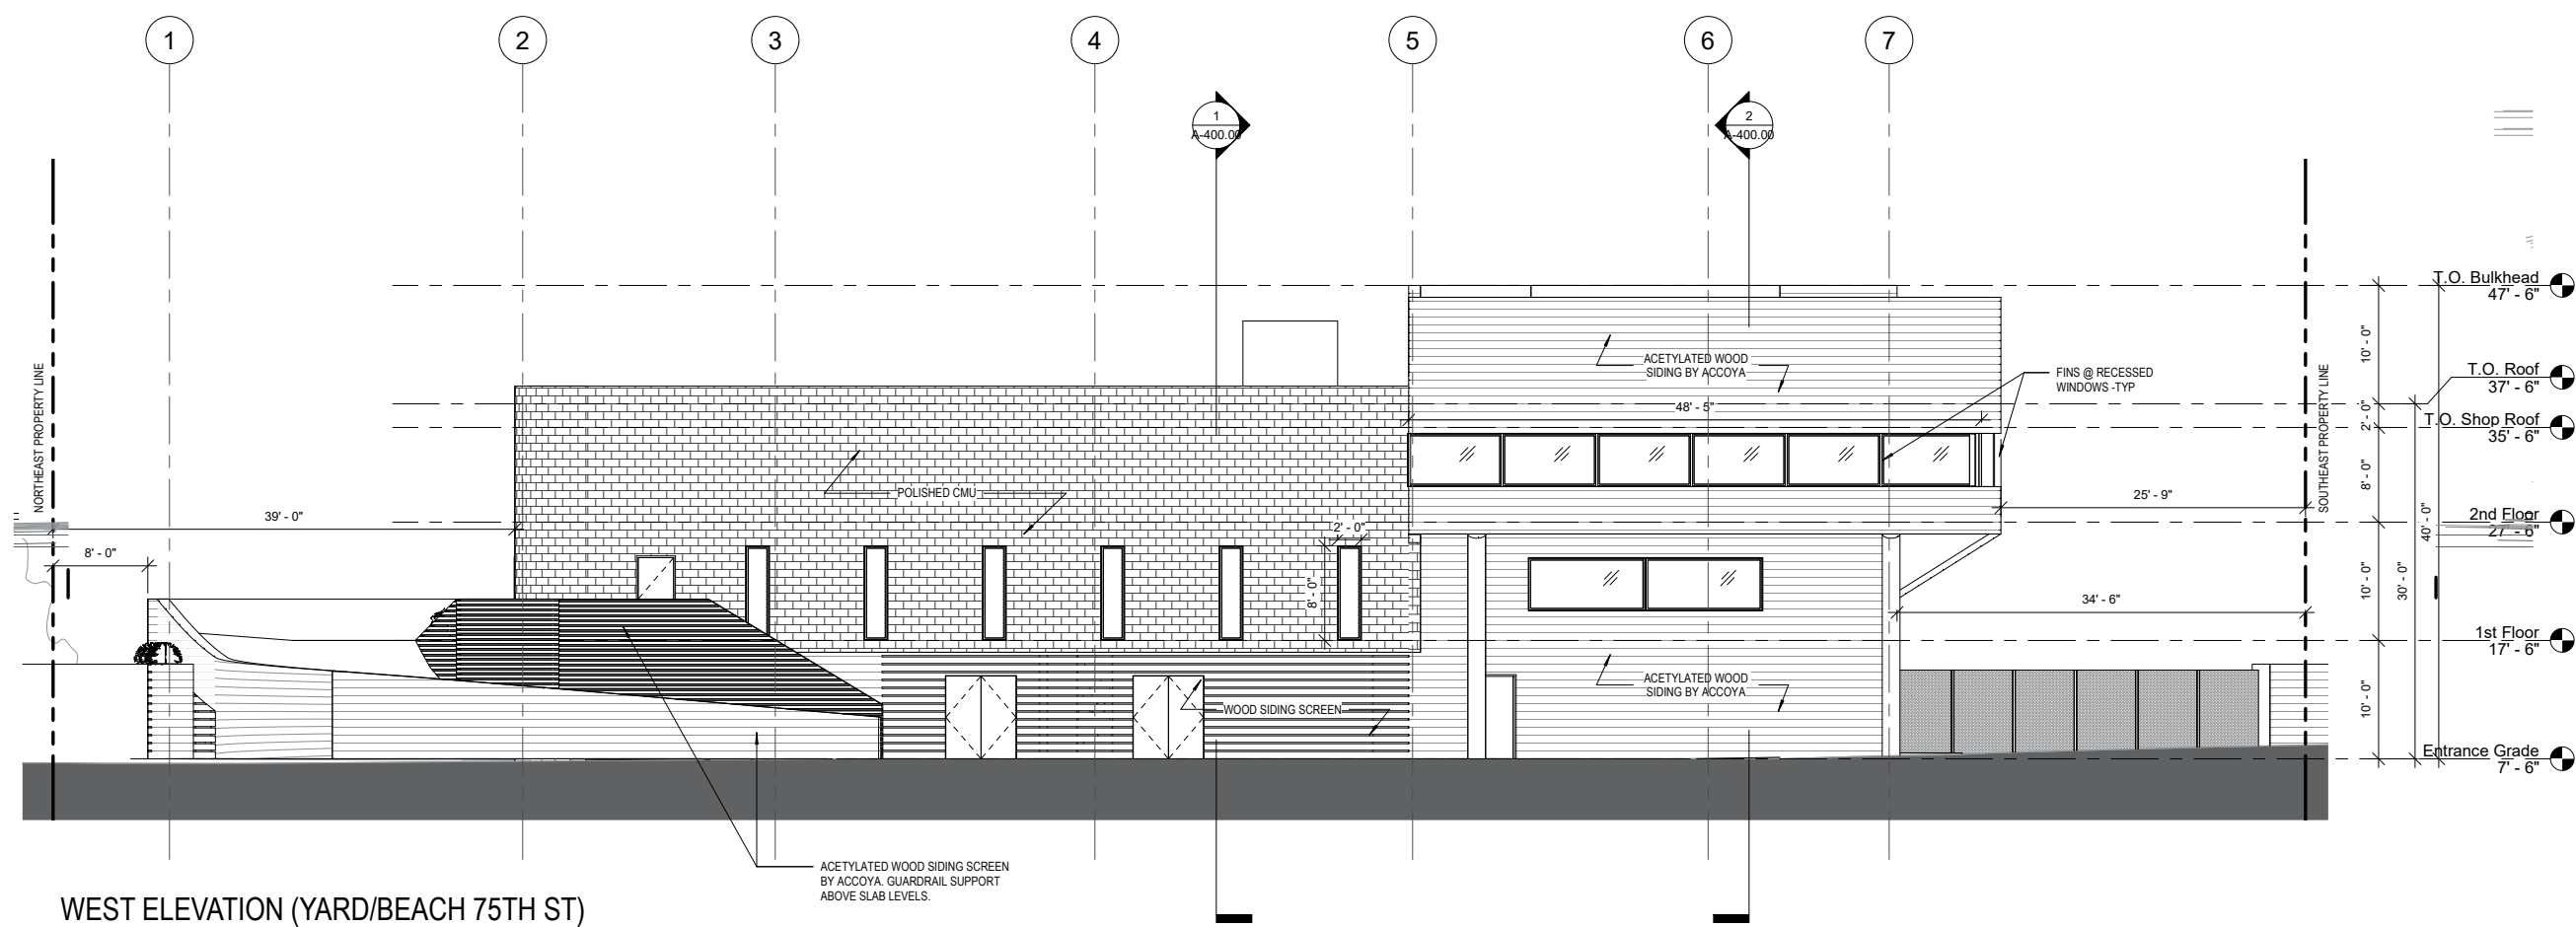 1
2
3
4
5
6
7
1
A-400.00
2
A-400.00
T.O. Bulkhead
47' - 6"
10' - 0"
ACETYLATED WOOD
SIDING BY ACCOYA
FINS @ RECESSED
WINDOWS -TYP
T.O. Roof
37' - 6"
48' - 5"
2' - 0"
T.O. Shop Roof
35' - 6"
NORTHEAST PROPERTY LINE
SOUTHEAST PROPERTY LINE
POLISHED CMU
8' - 0"
25' - 9"
39' - 0"
2' - 0"
2nd Floor
27' - 6"
40' - 0"
8' - 0"
8' - 0"
10' - 0"
30' - 0"
34' - 6"
1st Floor
17' - 6"
ACETYLATED WOOD
SIDING BY ACCOYA
WOOD SIDING SCREEN
10' - 0"
Entrance Grade
7' - 6"
ACETYLATED WOOD SIDING SCREEN
BY ACCOYA. GUARDRAIL SUPPORT
ABOVE SLAB LEVELS.
WEST ELEVATION (YARD/BEACH 75TH ST)